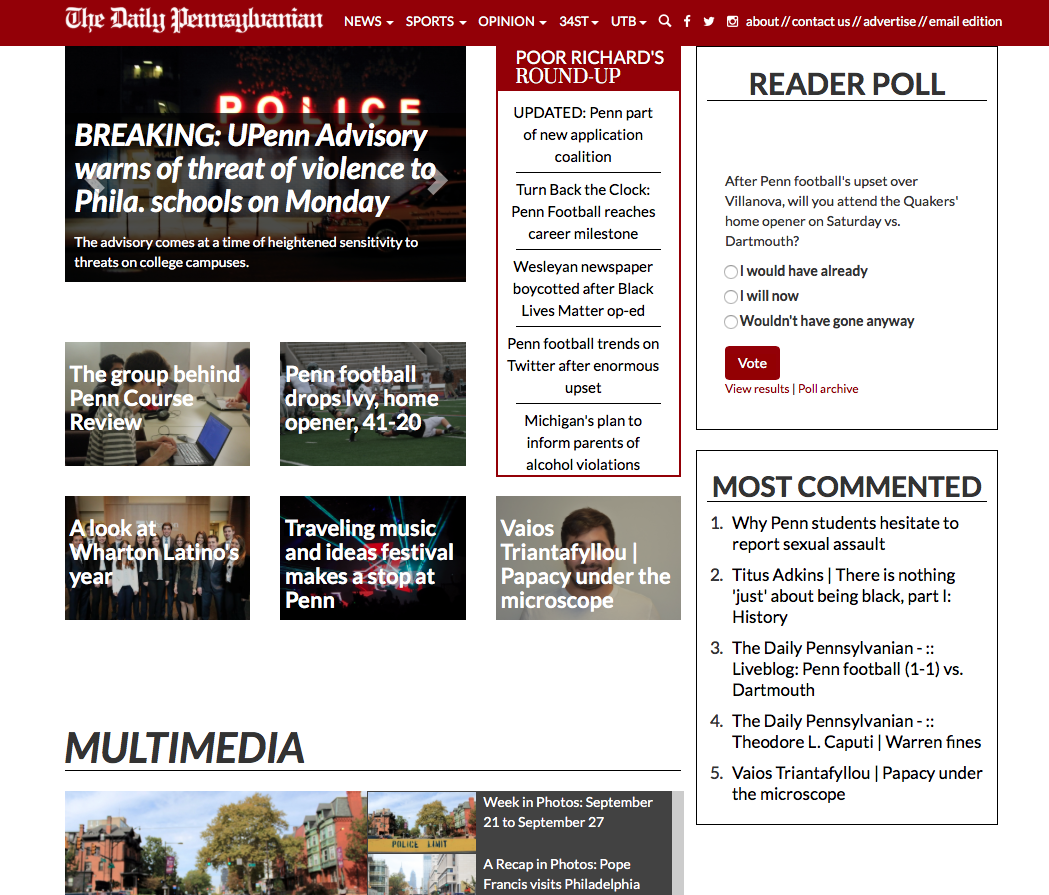 The Daily Pennsylvanian
NEWS SPORTS OPINION 34ST UTB about // contact us // advertise // email edition
POLICE
BREAKING: UPenn Advisory
warns of threat of violence to
Phila. schools on Monday
The advisory comes at a time of heightened sensitivity to
threats on college campuses.
The group behind
Penn Course
Review
Penn football
drops Ivy, home
opener, 41-20
A look at
Wharton Latino's
year
Traveling music
and ideas festival
makes a stop at
Penn
Vaios
Triantafyllou |
Papacy under the
microscope
POOR RICHARD'S
ROUND-UP
UPDATED: Penn part
of new application
coalition
Turn Back the Clock:
Penn Football reaches
career milestone
Wesleyan newspaper
boycotted after Black
Lives Matter op-ed
Penn football trends on
Twitter after enormous
upset
Michigan's plan to
inform parents of
alcohol violations
READER POLL
After Penn football's upset over
Villanova, will you attend the Quakers'
home opener on Saturday vs.
Dartmouth?
I would have already
I will now
Wouldn't have gone anyway
Vote
View results | Poll archive
MOST COMMENTED
1. Why Penn students hesitate to
report sexual assault
2. Titus Adkins | There is nothing
'just' about being black, part I:
History
3. The Daily Pennsylvanian - ::
Liveblog: Penn football (1-1) vs.
Dartmouth
4. The Daily Pennsylvanian - ::
Theodore L. Caputi | Warren fines
5. Vaios Triantafyllou | Papacy under
the microscope
MULTIMEDIA
POLICE LIMIT
Week in Photos: September
21 to September 27
A Recap in Photos: Pope
Francis visits Philadelphia